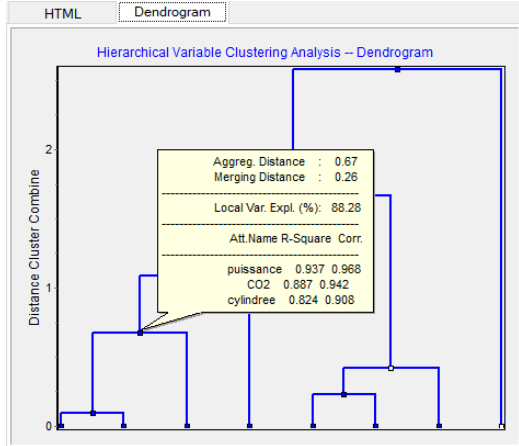 HTML
Dendrogram
Hierarchical Variable Clustering Analysis -- Dendrogram
Distance Cluster Combine
2
1
0
Aggreg. Distance : 0.67
Merging Distance : 0.26
------------------------------------------------------------
Local Var. Expl. (%): 88.28
------------------------------------------------------------
Att.Name R-Square Corr.
------------------------------------------------------------
puissance 0.937 0.968
CO2 0.887 0.942
cylindree 0.824 0.908